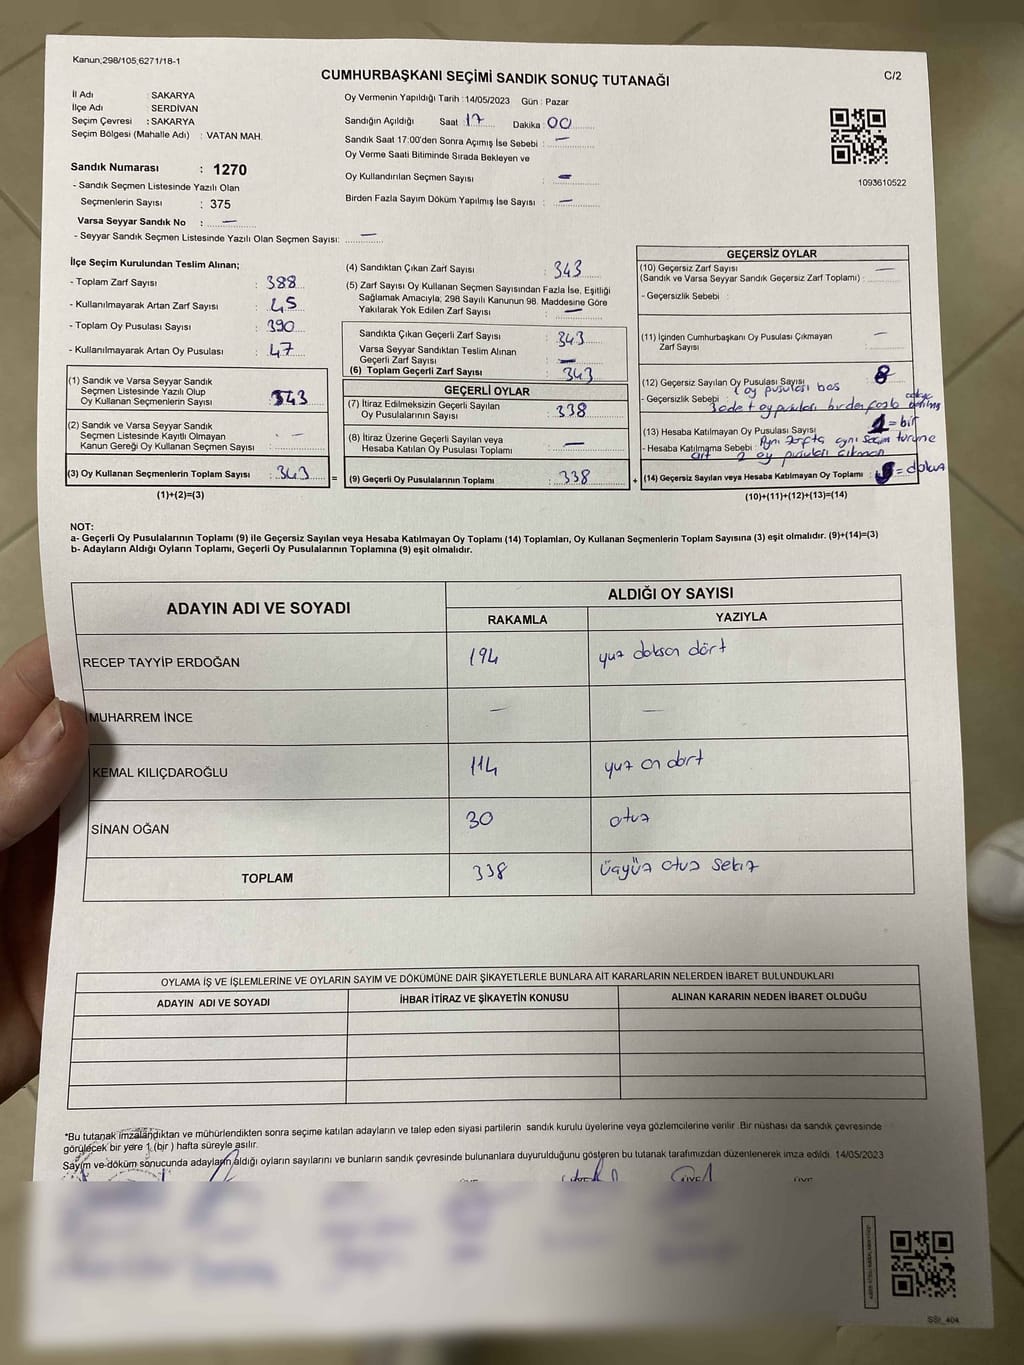 Kanun,298/105,6271/18-1
CUMHURBAŞKANI SEÇİMİ SANDIK SONUÇ TUTANAĞI
C/2
İl Adı : SAKARYA
İlçe Adı : SERDİVAN
Seçim Çevresi : SAKARYA
Seçim Bölgesi (Mahalle Adı) : VATAN MAH.
Sandık Numarası : 1270
- Sandık Seçmen Listesinde Yazılı Olan
Seçmenlerin Sayısı : 375
Varsa Seyyar Sandık No : —
- Seyyar Sandık Seçmen Listesinde Yazılı Olan Seçmen Sayısı: —
Oy Vermenin Yapıldığı Tarih : 14/05/2023 Gün : Pazar
Sandığın Açıldığı Saat : 17 Dakika : 00
Sandık Saat 17:00'den Sonra Açımış İse Sebebi : —
Oy Verme Saati Bitiminde Sırada Bekleyen ve
Oy Kullandırılan Seçmen Sayısı : —
Birden Fazla Sayım Döküm Yapılmış İse Sayısı : —
1093610522
İlçe Seçim Kurulundan Teslim Alınan;
- Toplam Zarf Sayısı : 388
- Kullanılmayarak Artan Zarf Sayısı : 45
- Toplam Oy Pusulası Sayısı : 390
- Kullanılmayarak Artan Oy Pusulası : 47
(1) Sandık ve Varsa Seyyar Sandık
Seçmen Listesinde Yazılı Olup
Oy Kullanan Seçmenlerin Sayısı : 343
(2) Sandık ve Varsa Seyyar Sandık
Seçmen Listesinde Kayıtlı Olmayan
Kanun Gereği Oy Kullanan Seçmen Sayısı : —
(3) Oy Kullanan Seçmenlerin Toplam Sayısı : 343 =
(1)+(2)=(3)
(4) Sandıktan Çıkan Zarf Sayısı : 343
(5) Zarf Sayısı Oy Kullanan Seçmen Sayısından Fazla İse, Eşitliği
Sağlamak Amacıyla; 298 Sayılı Kanunun 98. Maddesine Göre
Yakılarak Yok Edilen Zarf Sayısı : —
Sandıkta Çıkan Geçerli Zarf Sayısı : 343
Varsa Seyyar Sandıktan Teslim Alınan
Geçerli Zarf Sayısı : —
(6) Toplam Geçerli Zarf Sayısı : 343
GEÇERLİ OYLAR
(7) İtiraz Edilmeksizin Geçerli Sayılan
Oy Pusulalarının Sayısı : 338
(8) İtiraz Üzerine Geçerli Sayılan veya
Hesaba Katılan Oy Pusulası Toplamı : —
(9) Geçerli Oy Pusulalarının Toplamı : 338 +
GEÇERSİZ OYLAR
(10) Geçersiz Zarf Sayısı : —
(Sandık ve Varsa Seyyar Sandık Geçersiz Zarf Toplamı) :
- Geçersizlik Sebebi :
(11) İçinden Cumhurbaşkanı Oy Pusulası Çıkmayan : —
Zarf Sayısı
(12) Geçersiz Sayılan Oy Pusulası Sayısı :
- Geçersizlik Sebebi : 1 oy pusulası boş
3 adet oy pusulası birden fazla
(13) Hesaba Katılmayan Oy Pusulası Sayısı : 1 = bir
- Hesaba Katılmama Sebebi : Aynı zarfta aynı seçim türüne
ait 2 oy pusulası çıkması
(14) Geçersiz Sayılan veya Hesaba Katılmayan Oy Toplamı :
(10)+(11)+(12)+(13)=(14)
NOT:
a- Geçerli Oy Pusulalarının Toplamı (9) ile Geçersiz Sayılan veya Hesaba Katılmayan Oy Toplamı (14) Toplamları, Oy Kullanan Seçmenlerin Toplam Sayısına (3) eşit olmalıdır. (9)+(14)=(3)
b- Adayların Aldığı Oyların Toplamı, Geçerli Oy Pusulalarının Toplamına (9) eşit olmalıdır.
ADAYIN ADI VE SOYADI
ALDIĞI OY SAYISI
RAKAMLA YAZIYLA
RECEP TAYYİP ERDOĞAN 194 yuz doksan dört
MUHARREM İNCE — —
KEMAL KILIÇDAROĞLU 114 yuz on dört
SİNAN OĞAN 30 otuz
TOPLAM 338 üçyüz otuz sekiz
OYLAMA İŞ VE İŞLEMLERİNE VE OYLARIN SAYIM VE DÖKÜMÜNE DAİR ŞİKAYETLERLE BUNLARA AİT KARARLARIN NELERDEN İBARET BULUNDUKLARI
ADAYIN ADI VE SOYADI İHBAR İTİRAZ VE ŞİKAYETİN KONUSU ALINAN KARARIN NEDEN İBARET OLDUĞU
*Bu tutanak imzalandıktan ve mühürlendikten sonra seçime katılan adayların ve talep eden siyasi partilerin sandık kurulu üyelerine veya gözlemcilerine verilir. Bir nüshası da sandık çevresinde
görülecek bir yere 1 (bir) hafta süreyle asılır.
Sayım ve döküm sonucunda adayların aldığı oyların sayılarını ve bunların sandık çevresinde bulunanlara duyurulduğunu gösteren bu tutanak tarafımızdan düzenlenerek imza edildi. 14/05/2023